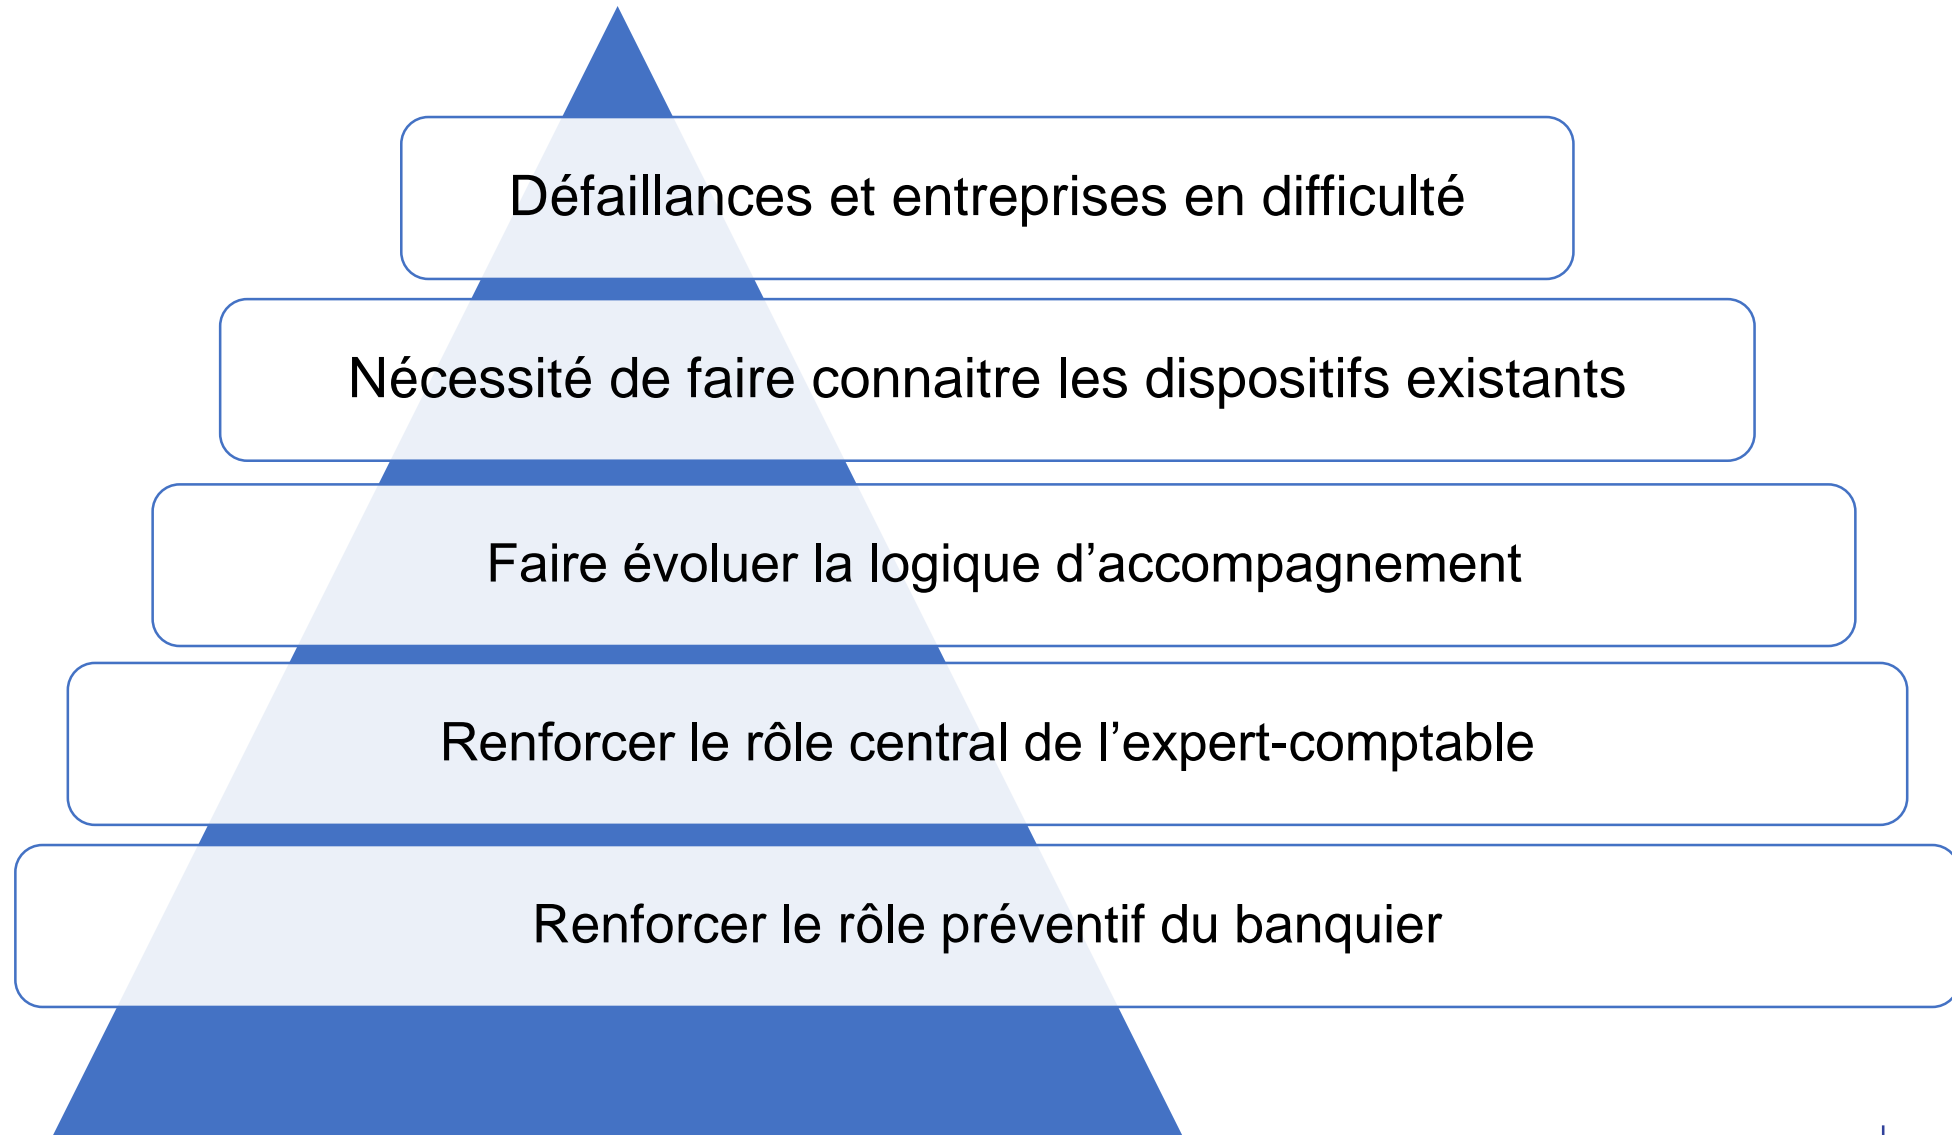 Défaillances et entreprises en difficulté
Nécessité de faire connaitre les dispositifs existants
Faire évoluer la logique d’accompagnement
Renforcer le rôle central de l’expert-comptable
Renforcer le rôle préventif du banquier